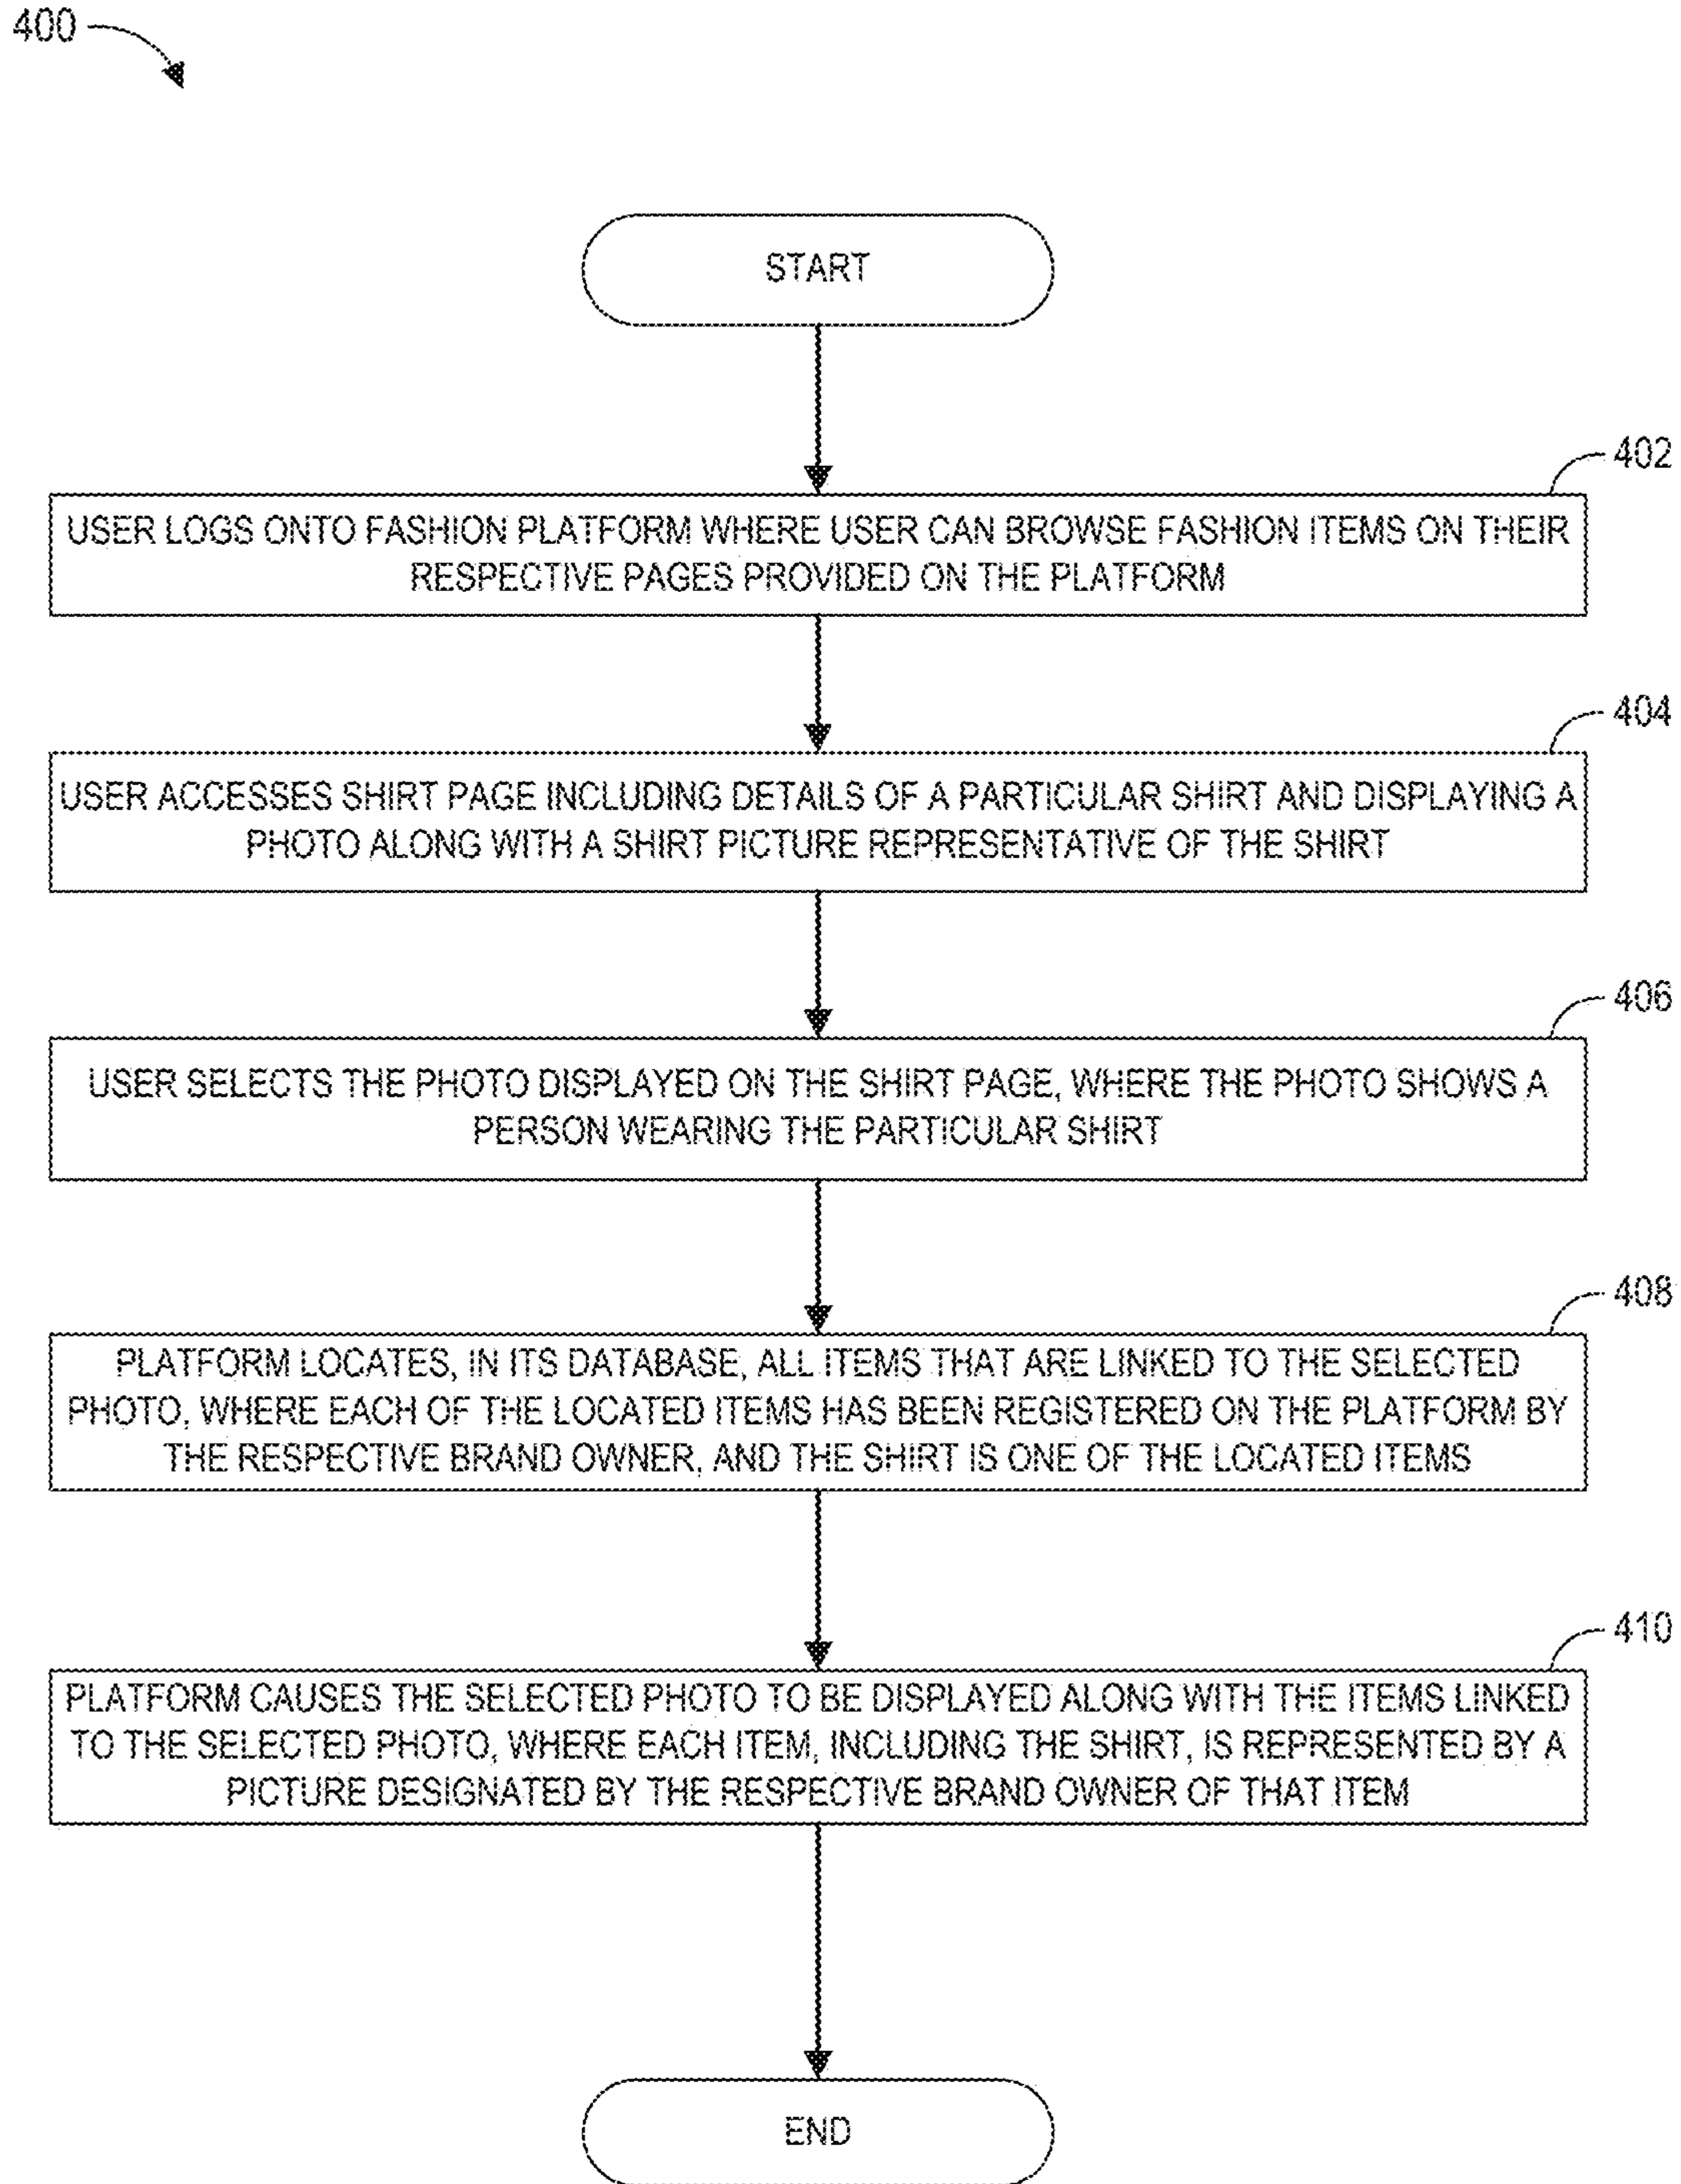 400
START
402
USER LOGS ONTO FASHION PLATFORM WHERE USER CAN BROWSE FASHION ITEMS ON THEIR
RESPECTIVE PAGES PROVIDED ON THE PLATFORM
404
USER ACCESSES SHIRT PAGE INCLUDING DETAILS OF A PARTICULAR SHIRT AND DISPLAYING A
PHOTO ALONG WITH A SHIRT PICTURE REPRESENTATIVE OF THE SHIRT
406
USER SELECTS THE PHOTO DISPLAYED ON THE SHIRT PAGE, WHERE THE PHOTO SHOWS A
PERSON WEARING THE PARTICULAR SHIRT
408
PLATFORM LOCATES, IN ITS DATABASE, ALL ITEMS THAT ARE LINKED TO THE SELECTED
PHOTO, WHERE EACH OF THE LOCATED ITEMS HAS BEEN REGISTERED ON THE PLATFORM BY
THE RESPECTIVE BRAND OWNER, AND THE SHIRT IS ONE OF THE LOCATED ITEMS
410
PLATFORM CAUSES THE SELECTED PHOTO TO BE DISPLAYED ALONG WITH THE ITEMS LINKED
TO THE SELECTED PHOTO, WHERE EACH ITEM, INCLUDING THE SHIRT, IS REPRESENTED BY A
PICTURE DESIGNATED BY THE RESPECTIVE BRAND OWNER OF THAT ITEM
END